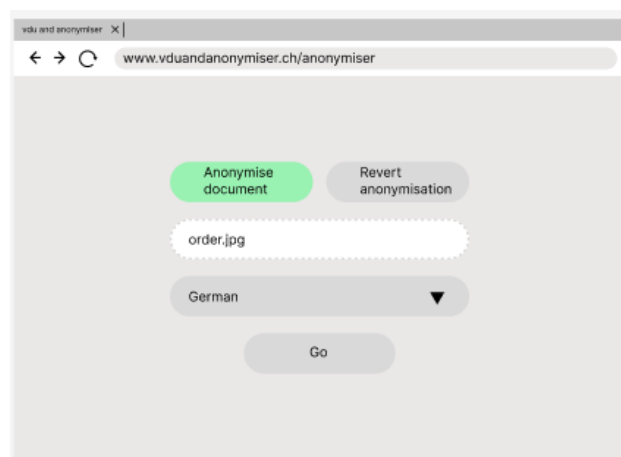 vdu and anonymiser
www.vduandanonymiser.ch/anonymiser
Anonymise
document
Revert
anonymisation
order.jpg
German
Go